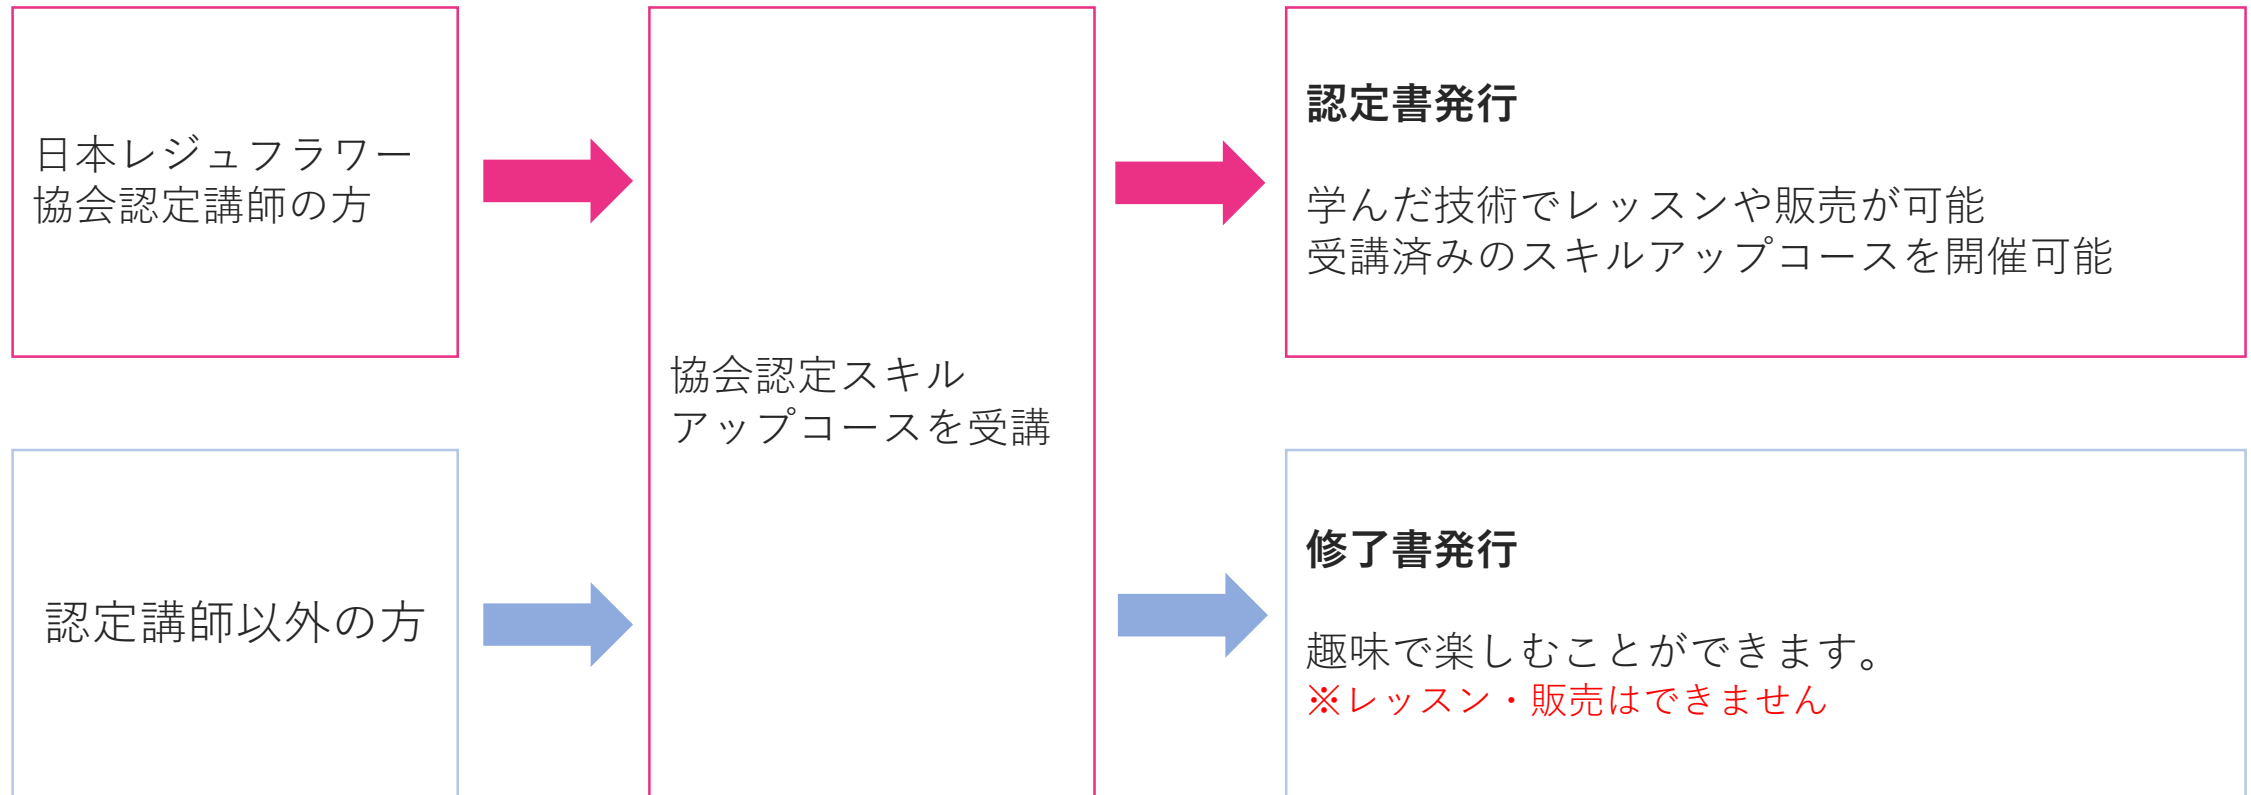 日本レジュフラワー
協会認定講師の方
協会認定スキル
アップコースを受講
認定書発行
学んだ技術でレッスンや販売が可能
受講済みのスキルアップコースを開催可能
認定講師以外の方
修了書発行
趣味で楽しむことができます。
※レッスン・販売はできません